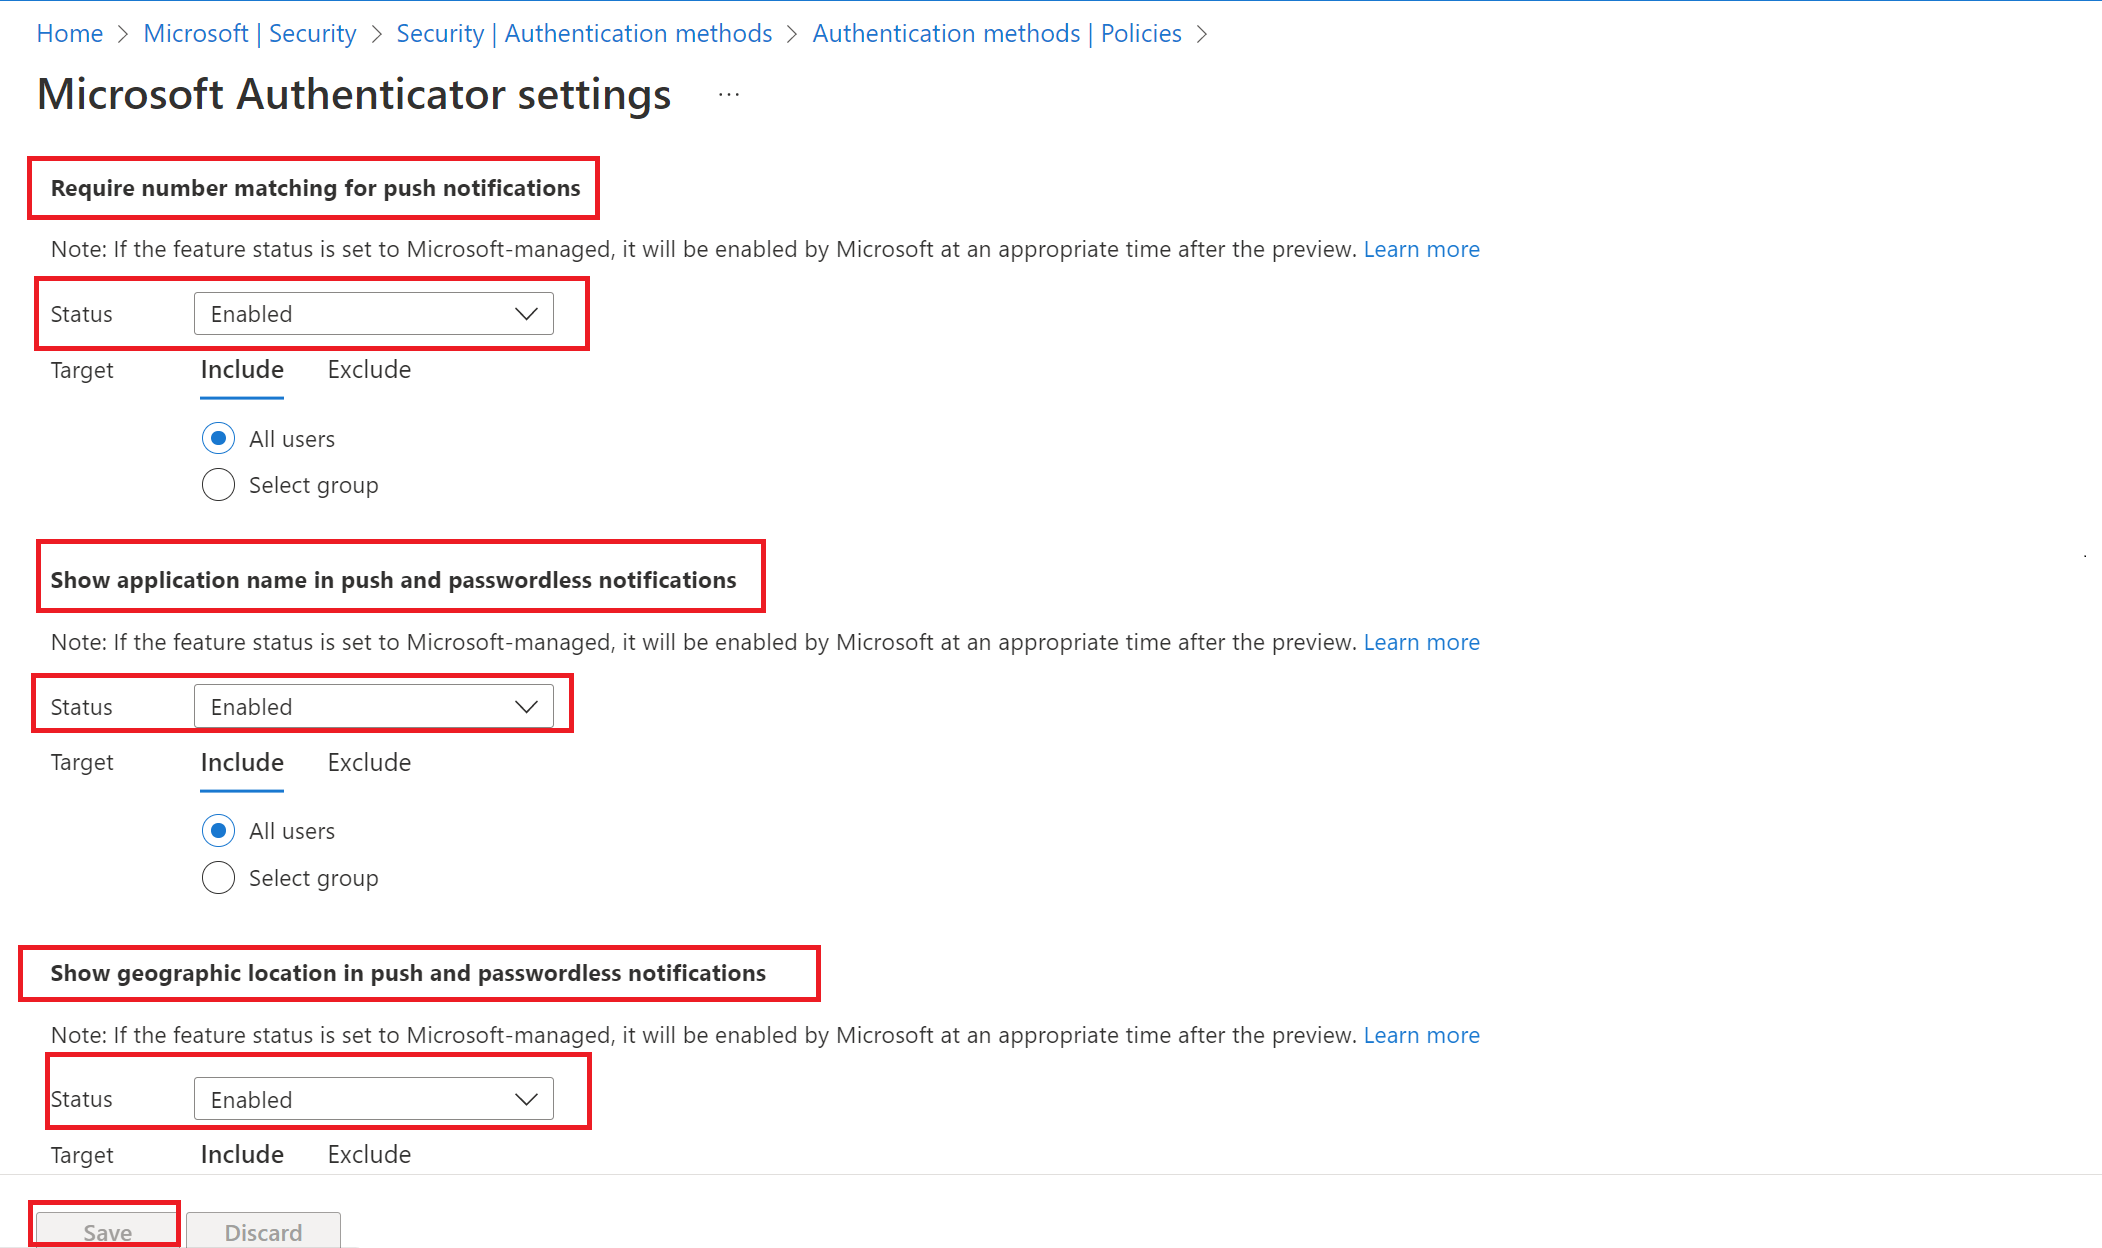 Home > Microsoft | Security > Security | Authentication methods > Authentication methods | Policies >
Microsoft Authenticator settings ...
Require number matching for push notifications
Note: If the feature status is set to Microsoft-managed, it will be enabled by Microsoft at an appropriate time after the preview. Learn more
Status Enabled
Target Include Exclude
All users
Select group
Show application name in push and passwordless notifications
Note: If the feature status is set to Microsoft-managed, it will be enabled by Microsoft at an appropriate time after the preview. Learn more
Status Enabled
Target Include Exclude
All users
Select group
Show geographic location in push and passwordless notifications
Note: If the feature status is set to Microsoft-managed, it will be enabled by Microsoft at an appropriate time after the preview. Learn more
Status Enabled
Target Include Exclude
Save Discard